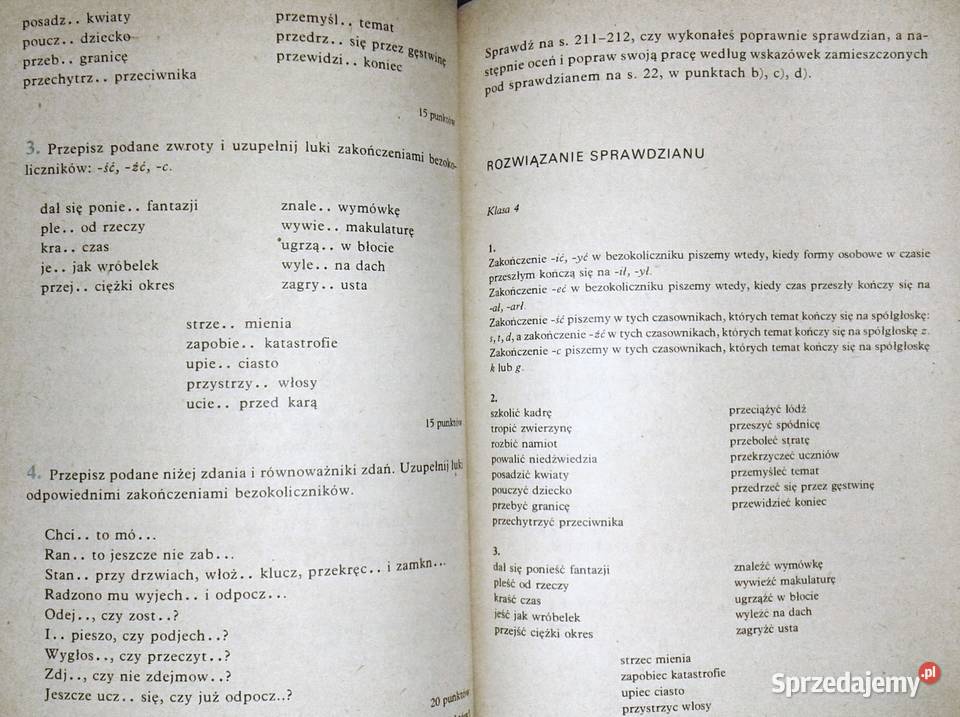 posadz.. kwiaty
poucz.. dziecko
przeb.. granicę
przechytrz.. przeciwnika
przemyśl.. temat
przedrz.. się przez gęstwinę
przewidzi.. koniec
15 punktów
3. Przepisz podane zwroty i uzupełnij luki zakończeniami bezoko-
liczników: -ść, -źć, -c.
dał się ponie.. fantazji
ple.. od rzeczy
kra.. czas
je.. jak wróbelek
przej.. ciężki okres
znale.. wymówkę
wywie.. makulaturę
ugrzą.. w błocie
wyle.. na dach
zagry.. usta
strze.. mienia
zapobie.. katastrofie
upie.. ciasto
przystrzy.. włosy
ucie.. przed karą
15 punktów
4. Przepisz podane niżej zdania i równoważniki zdań. Uzupełnij luki
odpowiednimi zakończeniami bezokoliczników.
Chci.. to mó...
Ran.. to jeszcze nie zab...
Stan.. przy drzwiach, włoż.. klucz, przekręc.. i zamkn...
Radzono mu wyjech.. i odpocz...
Odej.., czy zost..?
I.. pieszo, czy podjech..?
Wygłos.., czy przeczyt..?
Zdj.., czy nie zdejmow..?
Jeszcze ucz.. się, czy już odpocz..?
20 punktów
Sprawdź na s. 211–212, czy wykonałeś poprawnie sprawdzian, a na-
stępnie oceń i popraw swoją pracę według wskazówek zamieszczonych
pod sprawdzianem na s. 22, w punktach b), c), d).
ROZWIĄZANIE SPRAWDZIANU
Klasa 4
1.
Zakończenie -ić, -yć w bezokoliczniku piszemy wtedy, kiedy formy osobowe w czasie
przeszłym kończą się na -ił, -ył.
Zakończenie -eć w bezokoliczniku piszemy wtedy, kiedy czas przeszły kończy się na
-ał, -arł.
Zakończenie -ść piszemy w tych czasownikach, których temat kończy się na spółgłoskę:
s, t, d, a zakończenie -źć w tych czasownikach, których temat kończy się na spółgłoskę z.
Zakończenie -c piszemy w tych czasownikach, których temat kończy się na spółgłoskę
k lub g.
2.
szkolić kadrę
tropić zwierzynę
rozbić namiot
powalić niedźwiedzia
posadzić kwiaty
pouczyć dziecko
przebyć granicę
przechytrzyć przeciwnika
przeciążyć łódź
przeszyć spódnicę
przeboleć stratę
przekrzyczeć uczniów
przemyśleć temat
przedrzeć się przez gęstwinę
przewidzieć koniec
3.
dał się ponieść fantazji
pleść od rzeczy
kraść czas
jeść jak wróbelek
przejść ciężki okres
znaleźć wymówkę
wywieźć makulaturę
ugrząźć w błocie
wyleźć na dach
zagryźć usta
strzec mienia
zapobiec katastrofie
upiec ciasto
przystrzyc włosy
Sprzedajemy.pl